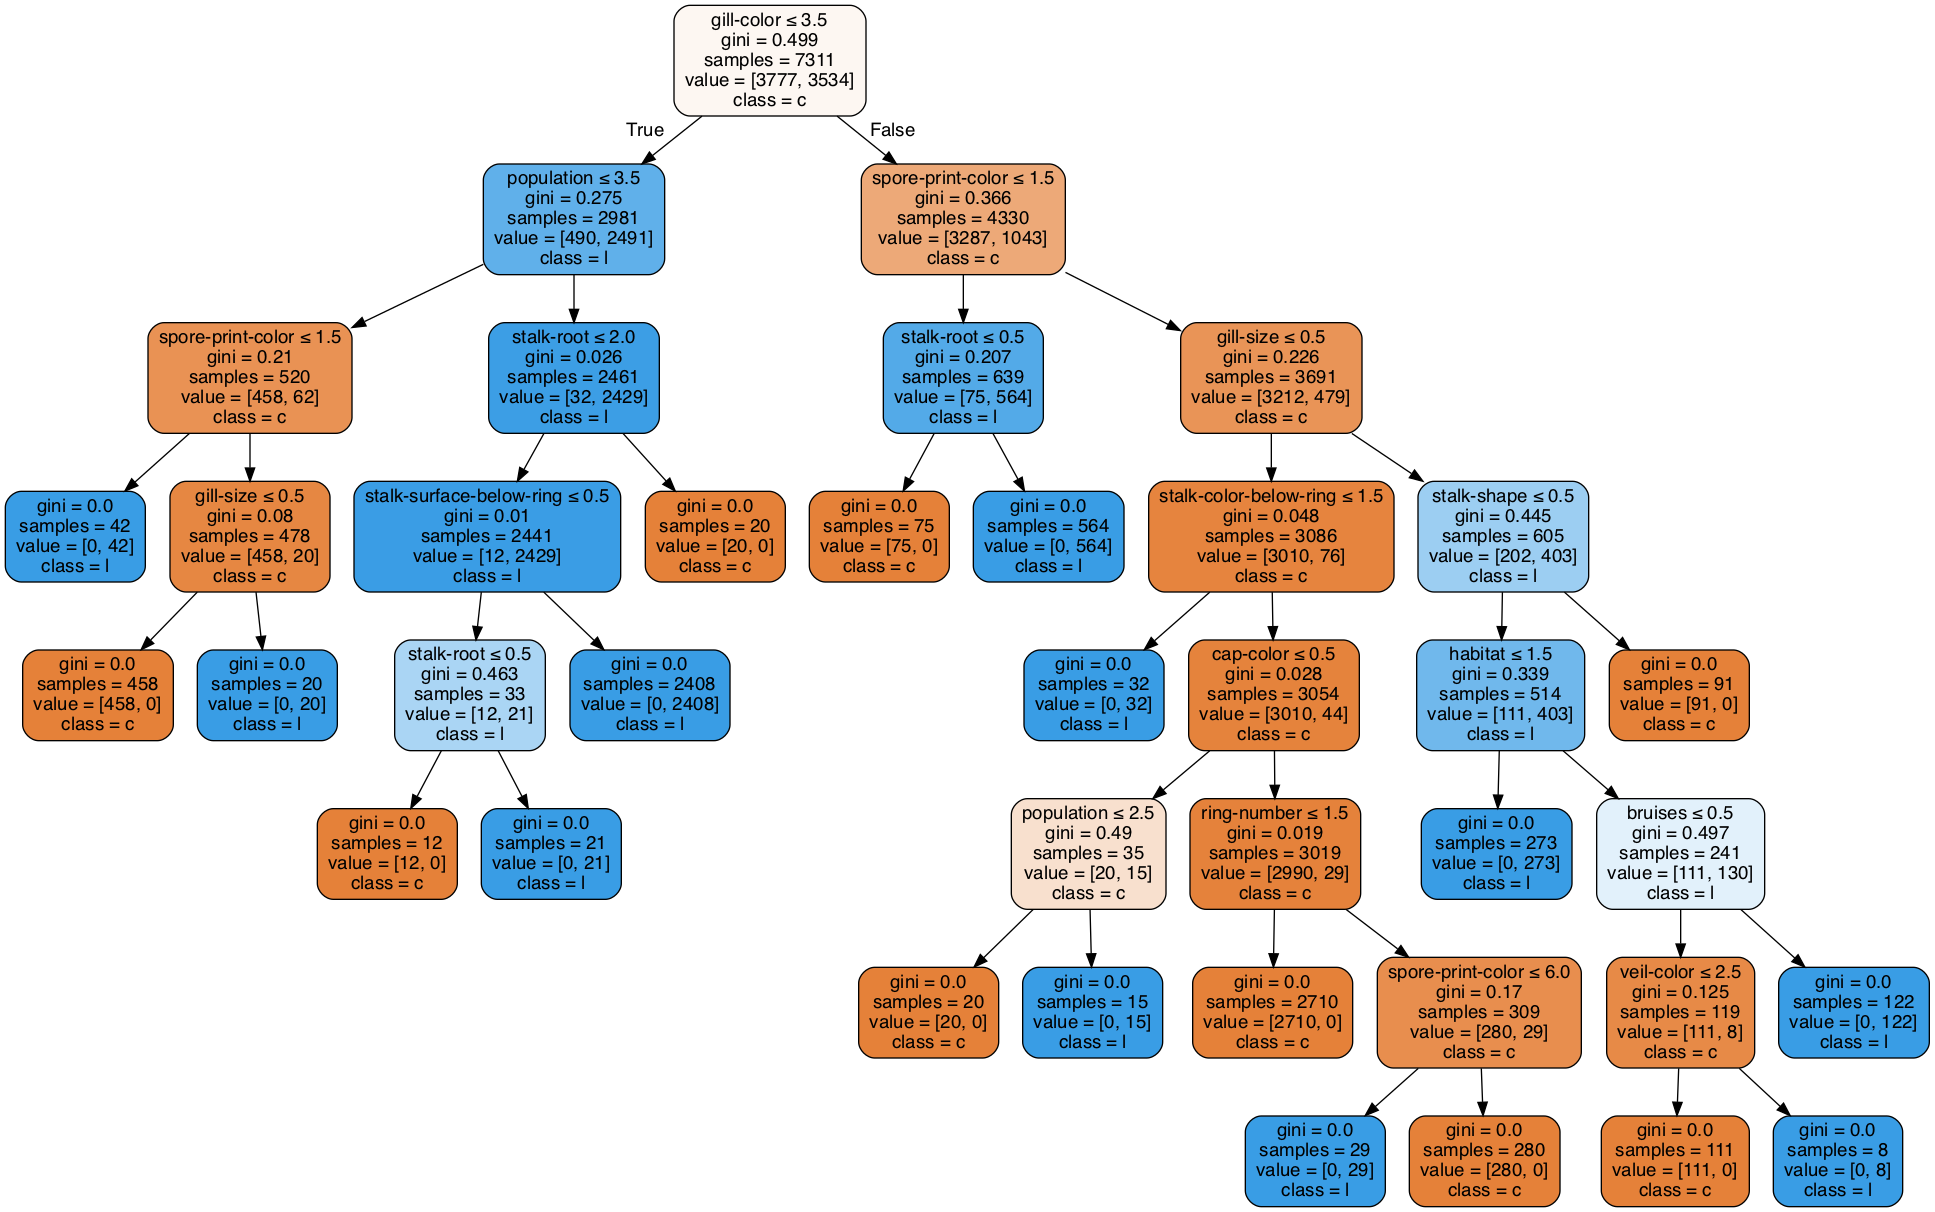 gill-color ≤ 3.5
gini = 0.499
samples = 7311
value = [3777, 3534]
class = c
True
False
population ≤ 3.5
gini = 0.275
samples = 2981
value = [490, 2491]
class = l
spore-print-color ≤ 1.5
gini = 0.366
samples = 4330
value = [3287, 1043]
class = c
spore-print-color ≤ 1.5
gini = 0.21
samples = 520
value = [458, 62]
class = c
stalk-root ≤ 2.0
gini = 0.026
samples = 2461
value = [32, 2429]
class = l
stalk-root ≤ 0.5
gini = 0.207
samples = 639
value = [75, 564]
class = l
gill-size ≤ 0.5
gini = 0.226
samples = 3691
value = [3212, 479]
class = c
gini = 0.0
samples = 42
value = [0, 42]
class = l
gill-size ≤ 0.5
gini = 0.08
samples = 478
value = [458, 20]
class = c
stalk-surface-below-ring ≤ 0.5
gini = 0.01
samples = 2441
value = [12, 2429]
class = l
gini = 0.0
samples = 20
value = [20, 0]
class = c
gini = 0.0
samples = 75
value = [75, 0]
class = c
gini = 0.0
samples = 564
value = [0, 564]
class = l
stalk-color-below-ring ≤ 1.5
gini = 0.048
samples = 3086
value = [3010, 76]
class = c
stalk-shape ≤ 0.5
gini = 0.445
samples = 605
value = [202, 403]
class = l
gini = 0.0
samples = 458
value = [458, 0]
class = c
gini = 0.0
samples = 20
value = [0, 20]
class = l
stalk-root ≤ 0.5
gini = 0.463
samples = 33
value = [12, 21]
class = l
gini = 0.0
samples = 2408
value = [0, 2408]
class = l
gini = 0.0
samples = 32
value = [0, 32]
class = l
cap-color ≤ 0.5
gini = 0.028
samples = 3054
value = [3010, 44]
class = c
habitat ≤ 1.5
gini = 0.339
samples = 514
value = [111, 403]
class = l
gini = 0.0
samples = 91
value = [91, 0]
class = c
gini = 0.0
samples = 12
value = [12, 0]
class = c
gini = 0.0
samples = 21
value = [0, 21]
class = l
population ≤ 2.5
gini = 0.49
samples = 35
value = [20, 15]
class = c
ring-number ≤ 1.5
gini = 0.019
samples = 3019
value = [2990, 29]
class = c
gini = 0.0
samples = 273
value = [0, 273]
class = l
bruises ≤ 0.5
gini = 0.497
samples = 241
value = [111, 130]
class = l
gini = 0.0
samples = 20
value = [20, 0]
class = c
gini = 0.0
samples = 15
value = [0, 15]
class = l
gini = 0.0
samples = 2710
value = [2710, 0]
class = c
spore-print-color ≤ 6.0
gini = 0.17
samples = 309
value = [280, 29]
class = c
veil-color ≤ 2.5
gini = 0.125
samples = 119
value = [111, 8]
class = c
gini = 0.0
samples = 122
value = [0, 122]
class = l
gini = 0.0
samples = 29
value = [0, 29]
class = l
gini = 0.0
samples = 280
value = [280, 0]
class = c
gini = 0.0
samples = 111
value = [111, 0]
class = c
gini = 0.0
samples = 8
value = [0, 8]
class = l